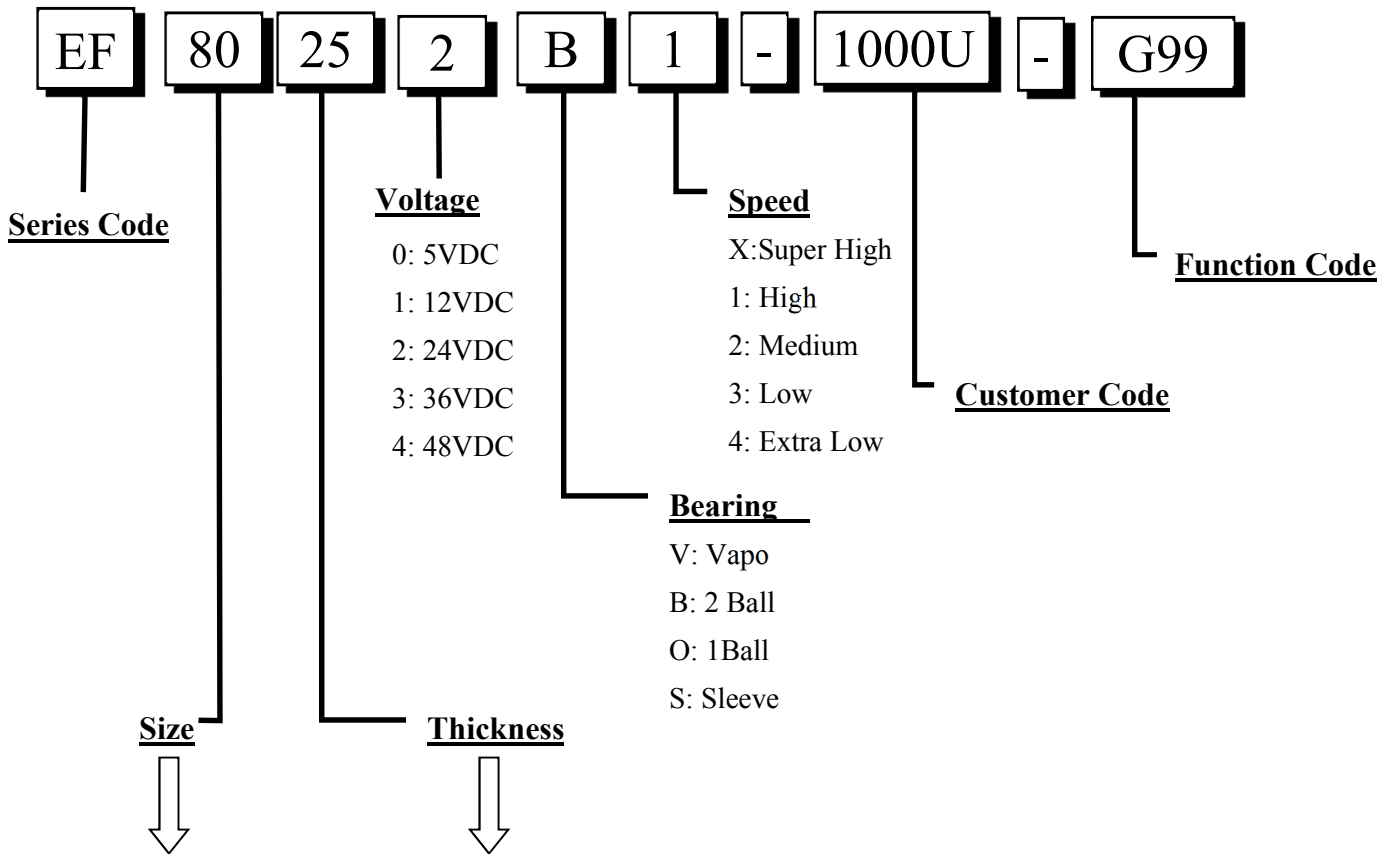 EF 80 25 2 B 1 - 1000U - G99
Series Code
Voltage
0: 5VDC
1: 12VDC
2: 24VDC
3: 36VDC
4: 48VDC
Speed
X:Super High
1: High
2: Medium
3: Low
4: Extra Low
Function Code
Customer Code
Bearing
V: Vapo
B: 2 Ball
O: 1Ball
S: Sleeve
Size
Thickness